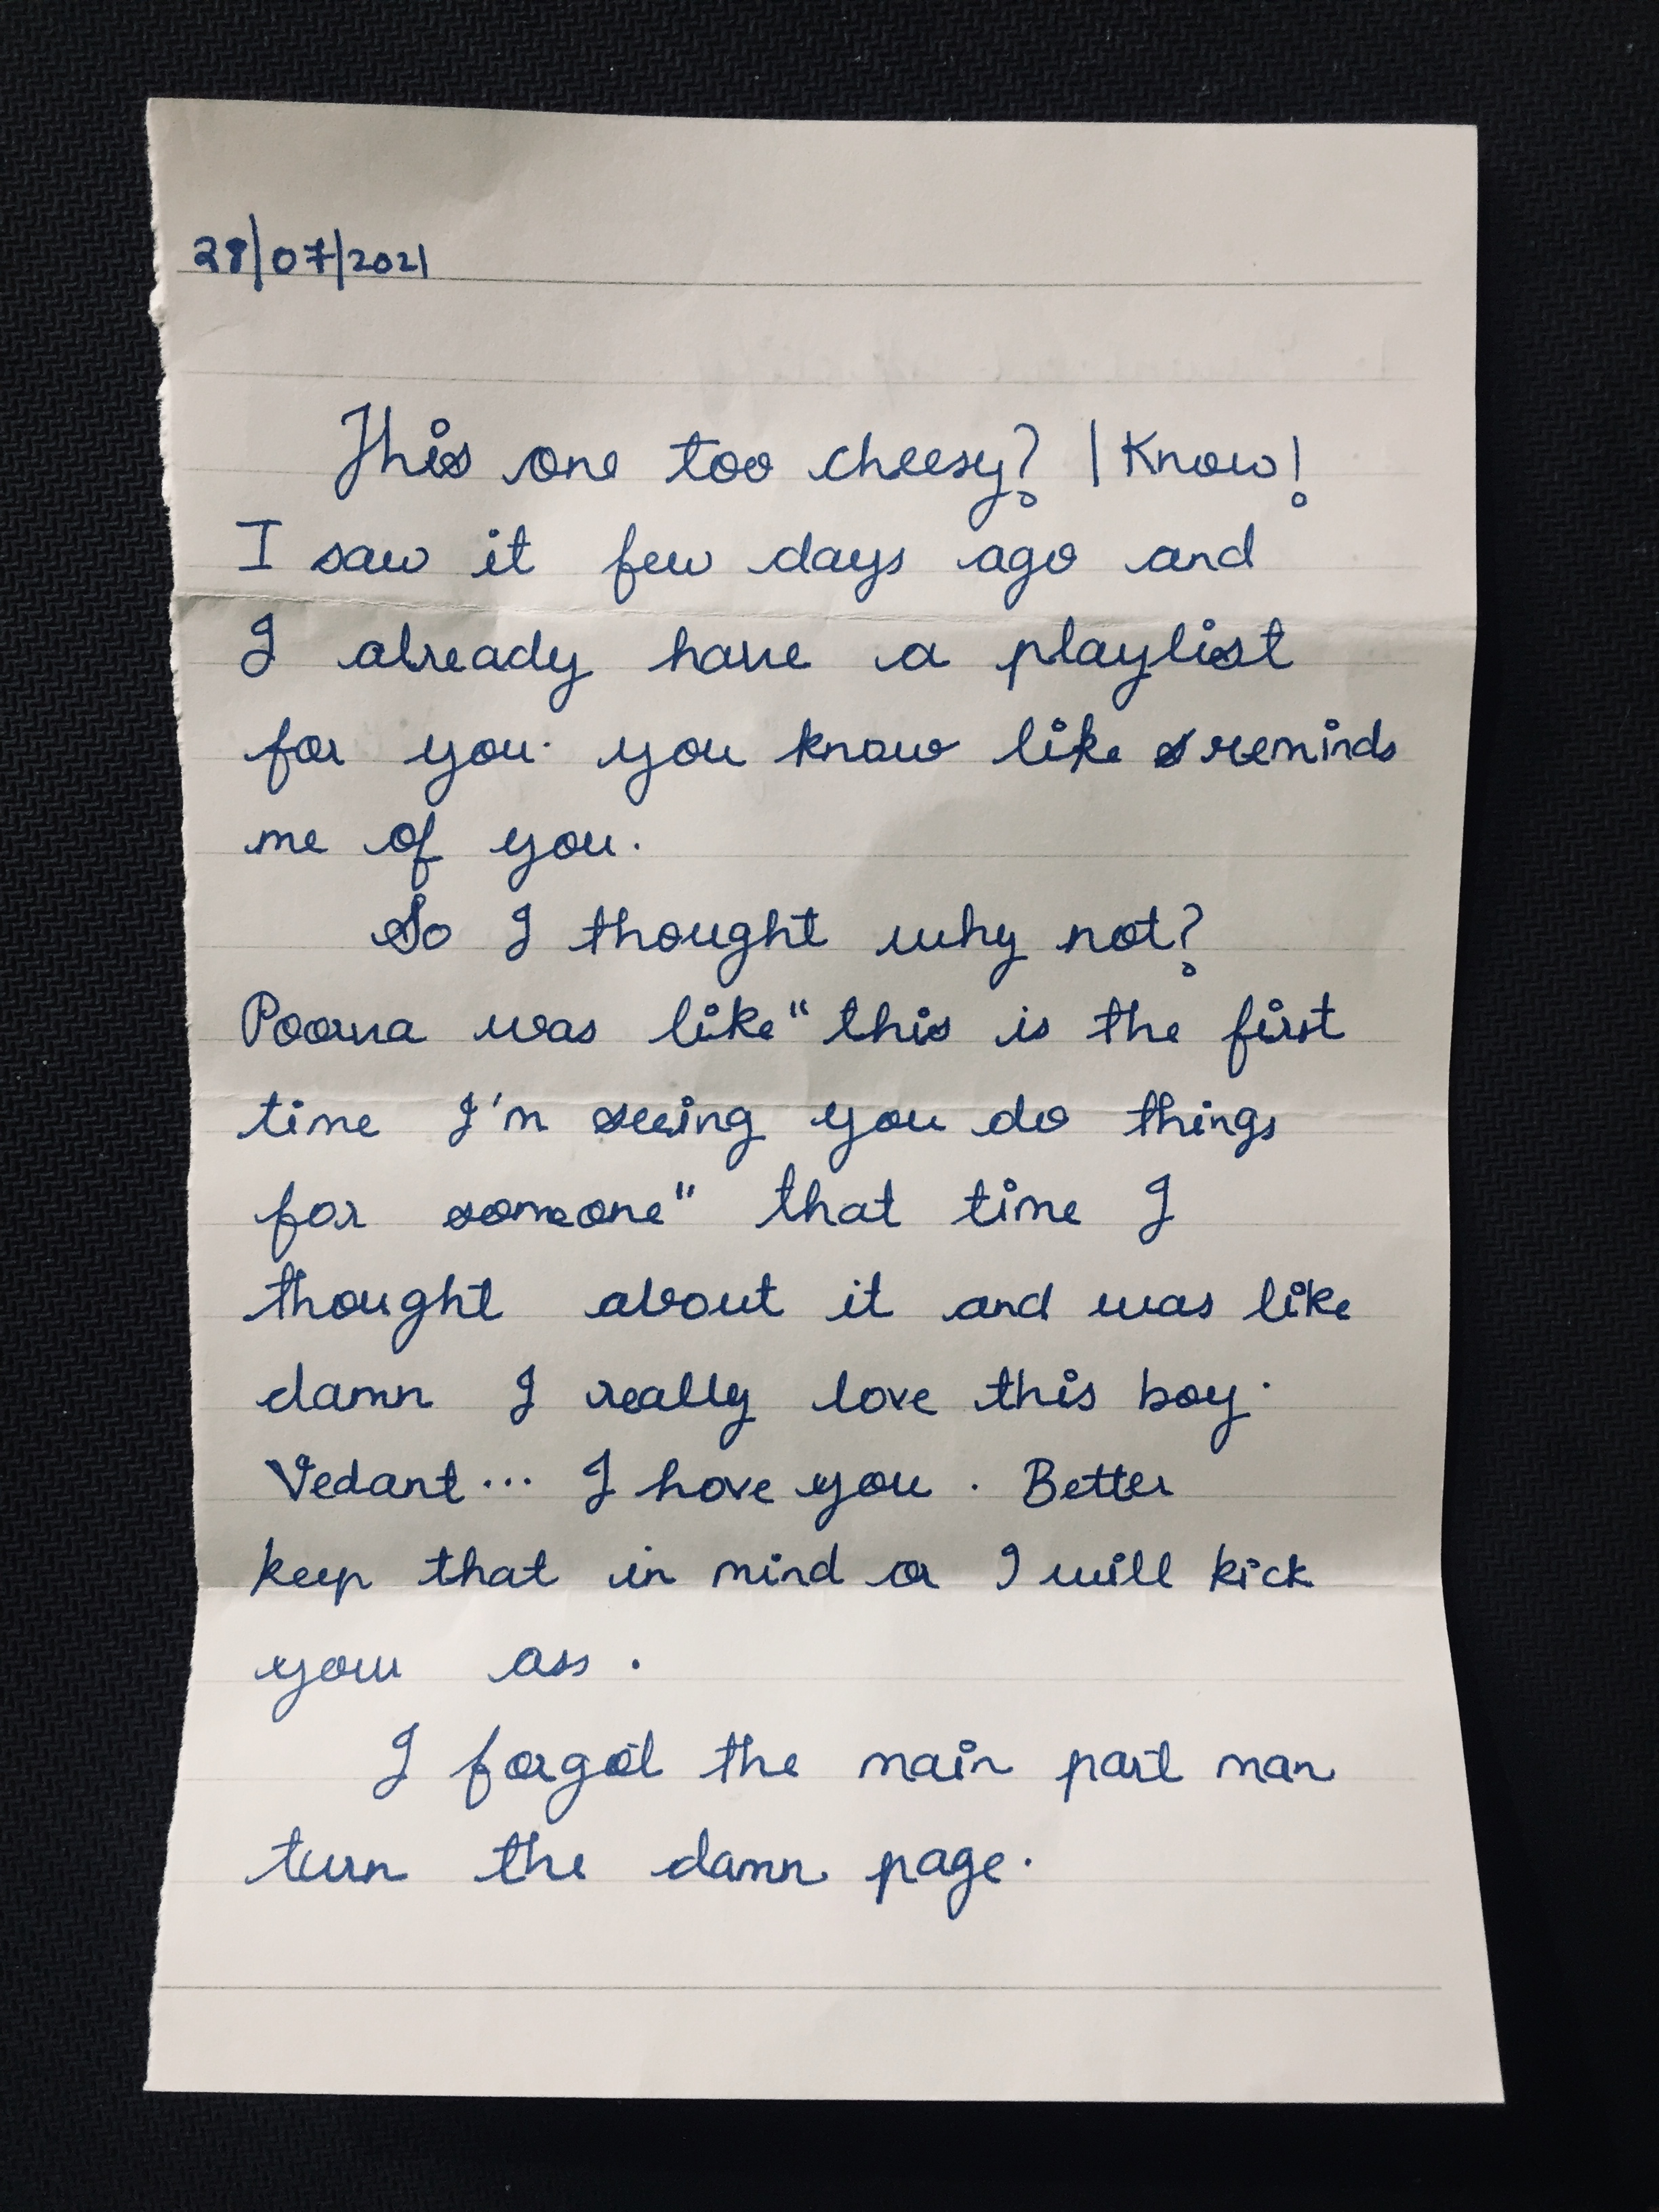 28/07/2021
This one too cheesy? I Know!
I saw it few days ago and
I already have a playlist
for you. you know like reminds
me of you.
So I thought why not?
Poorna was like "this is the first
time I'm seeing you do things
for someone" that time I
thought about it and was like
damn I really love this boy.
Vedant... I love you. Better
keep that in mind or I will kick
your ass.
I forgot the main part man
turn the damn page.